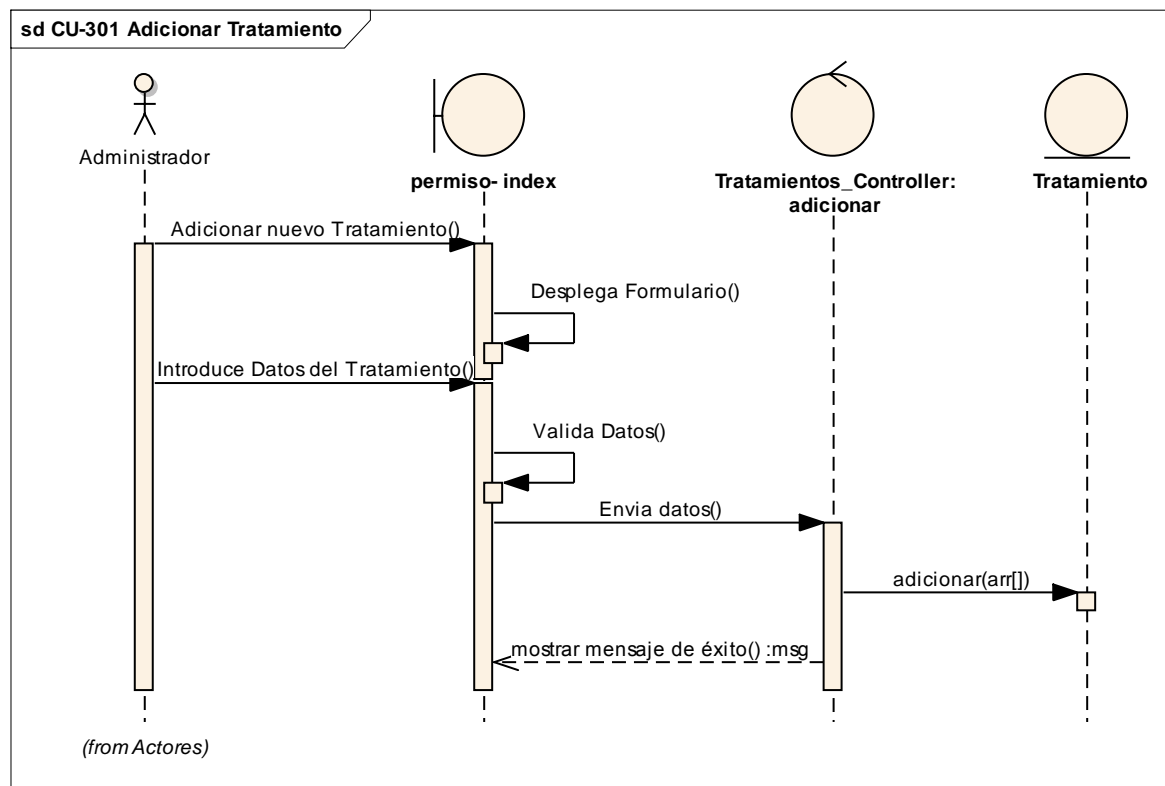 sd CU-301 Adicionar Tratamiento
Administrador
permiso- index
Tratamientos_Controller:
adicionar
Tratamiento
Adicionar nuevo Tratamiento()
Desplega Formulario()
Introduce Datos del Tratamiento()
Valida Datos()
Envia datos()
adicionar(arr[])
mostrar mensaje de éxito() :msg
(from Actores)